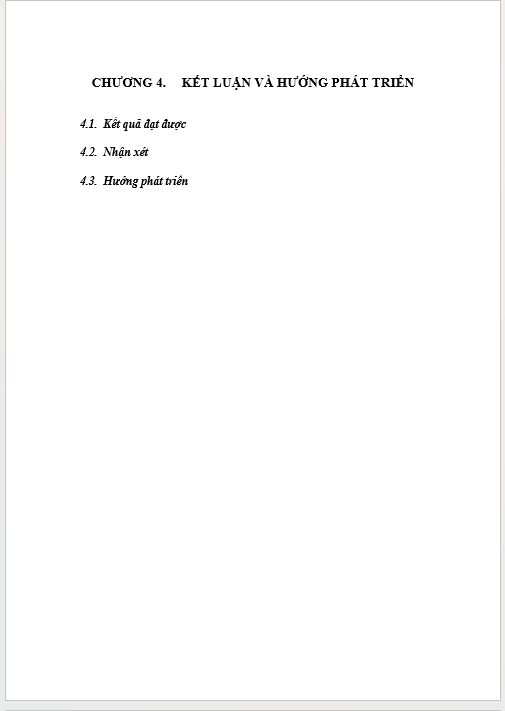 CHƯƠNG 4. KẾT LUẬN VÀ HƯỚNG PHÁT TRIỂN
4.1. Kết quả đạt được
4.2. Nhận xét
4.3. Hướng phát triển